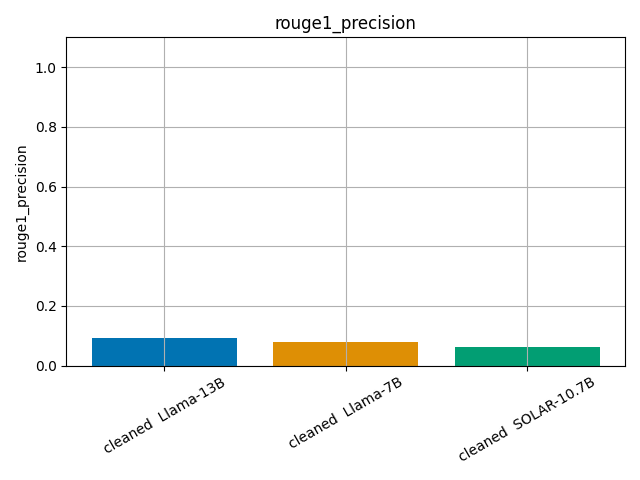 rouge1_precision
rouge1_precision
1.0
0.8
0.6
0.4
0.2
0.0
cleaned  Llama-13B
cleaned  Llama-7B
cleaned  SOLAR-10.7B